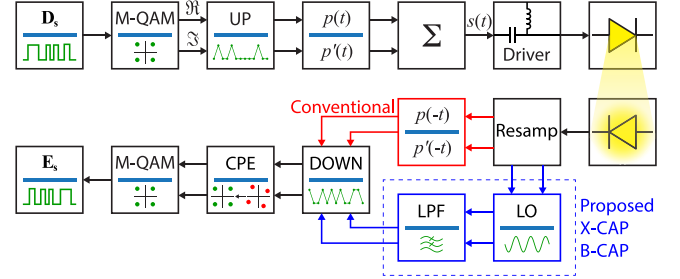 D_s
M-QAM
ℜ
ℑ
UP
p(t)
p'(t)
Σ
s(t)
Driver
Conventional
E_s
M-QAM
CPE
DOWN
p(-t)
p'(-t)
Resamp
LPF
LO
Proposed
X-CAP
B-CAP